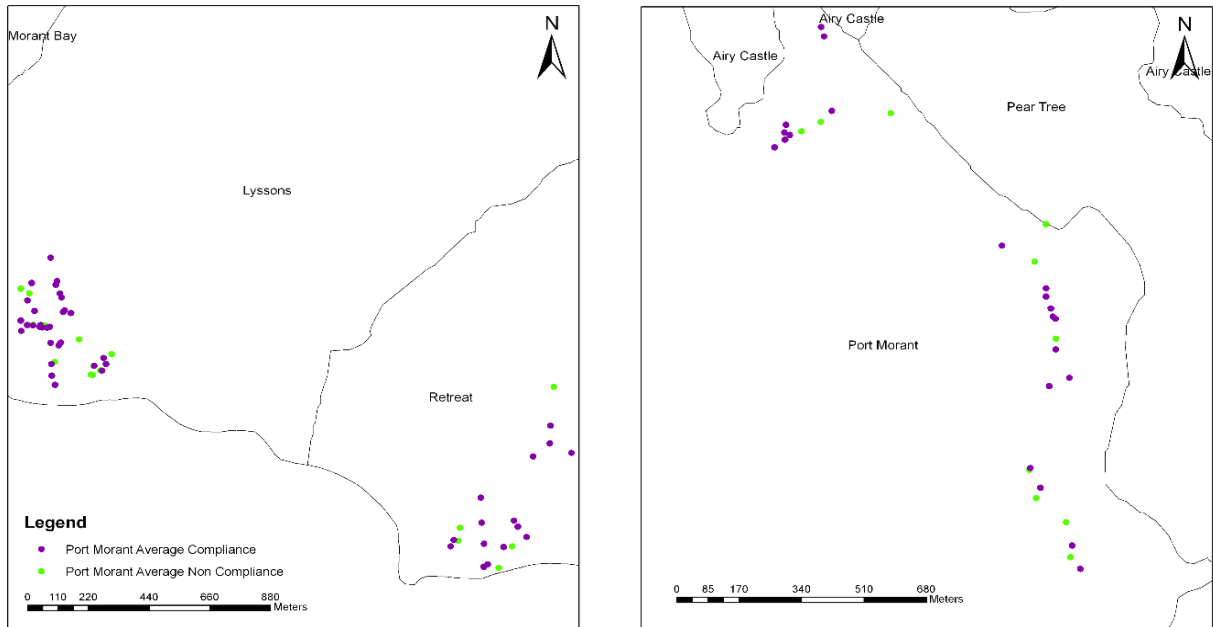 N
Morant Bay
Lyssons
Retreat
Legend
Port Morant Average Compliance
Port Morant Average Non Compliance
0 110 220 440 660 880
Meters
Airy Castle
N
Airy Castle
Airy Castle
Pear Tree
Port Morant
0 85 170 340 510 680
Meters